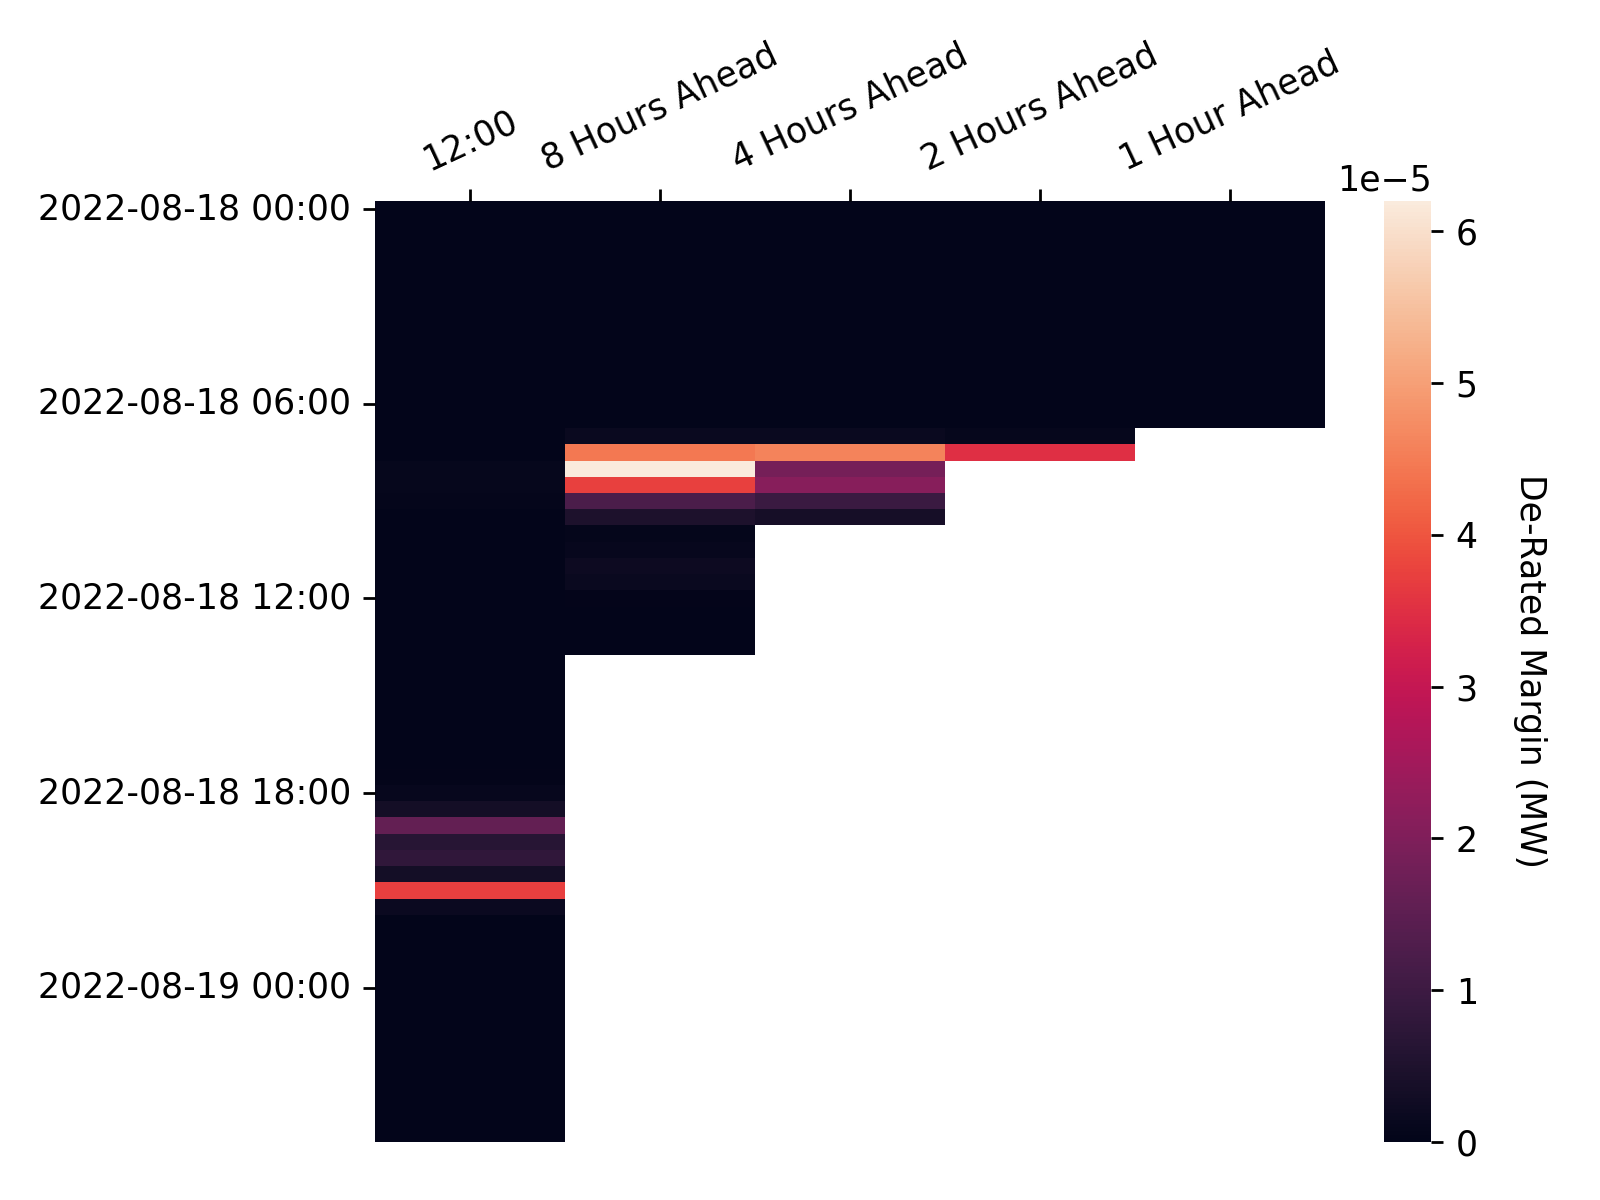 12:00
8 Hours Ahead
4 Hours Ahead
2 Hours Ahead
1 Hour Ahead
1e−5
2022-08-18 00:00
2022-08-18 06:00
2022-08-18 12:00
2022-08-18 18:00
2022-08-19 00:00
6
5
4
3
2
1
0
De-Rated Margin (MW)